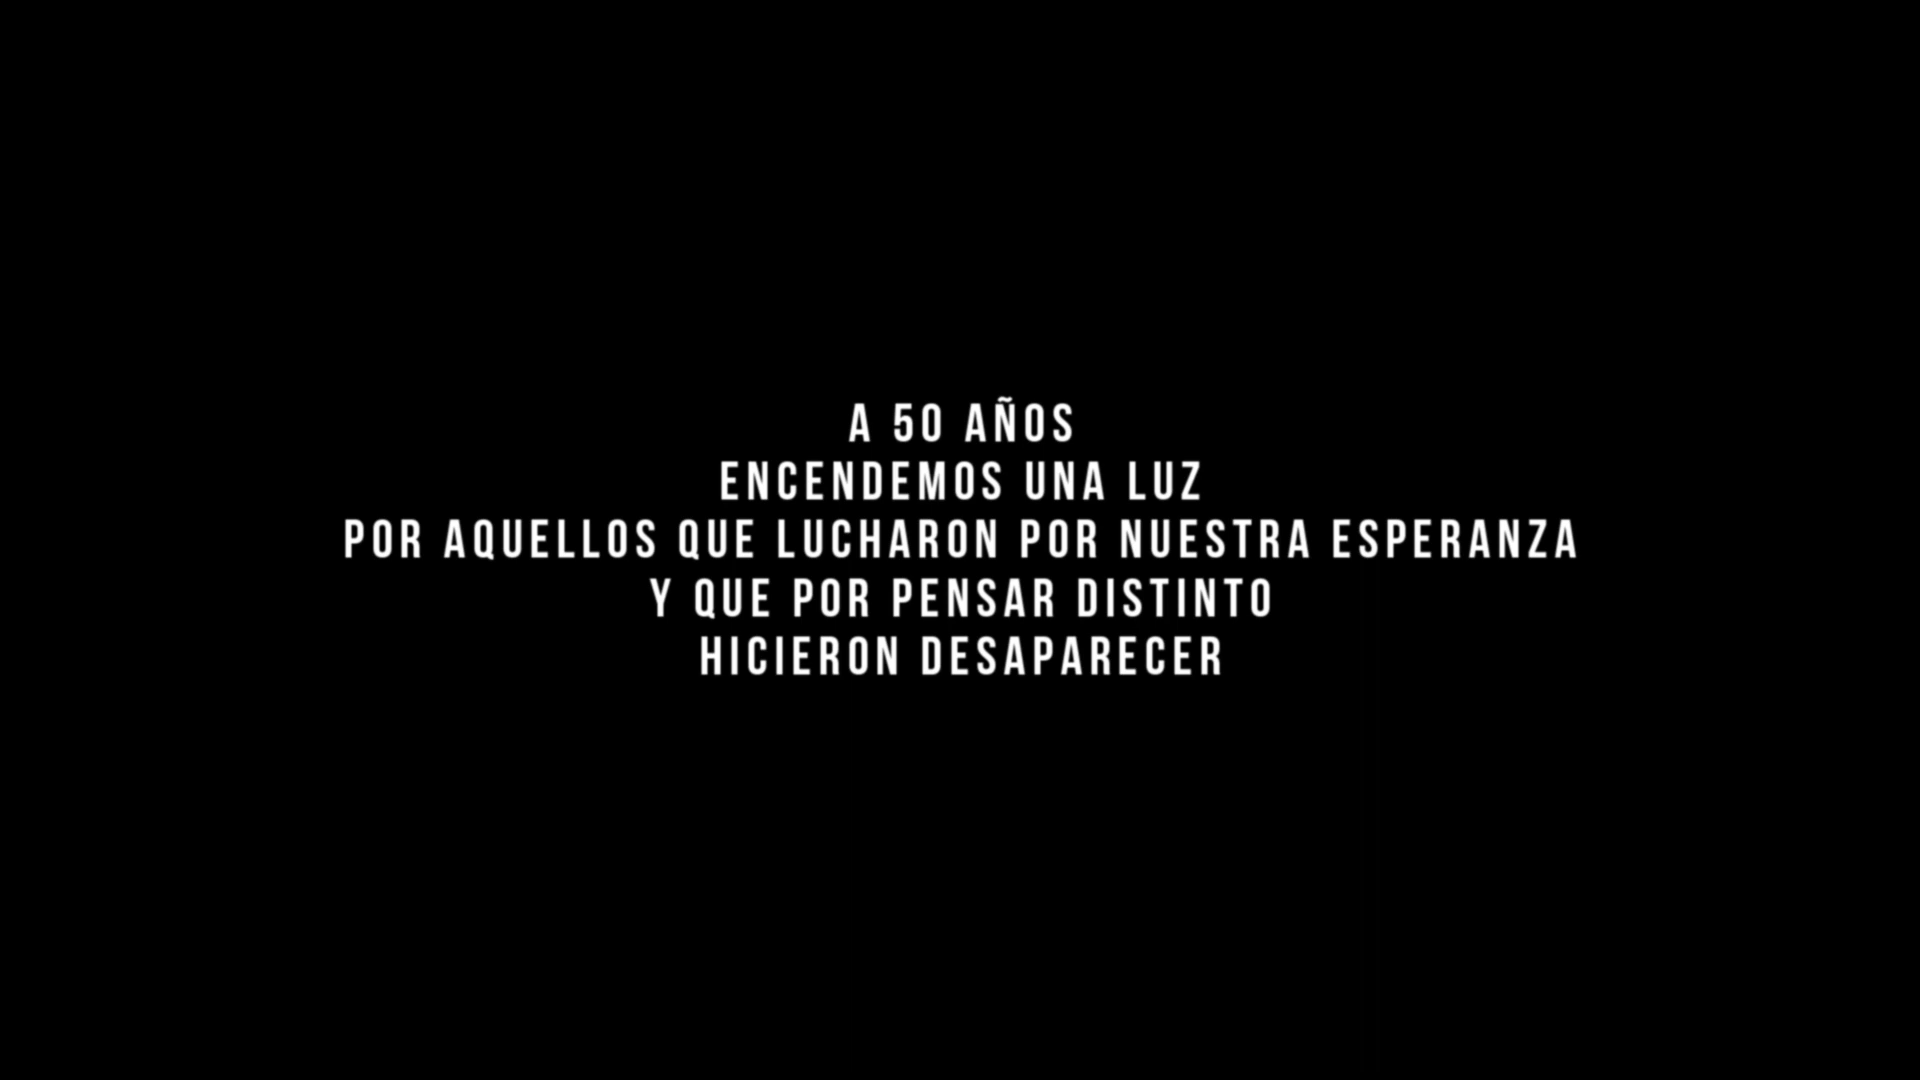 A 50 AÑOS
ENCENDEMOS UNA LUZ
POR AQUELLOS QUE LUCHARON POR NUESTRA ESPERANZA
Y QUE POR PENSAR DISTINTO
HICIERON DESAPARECER